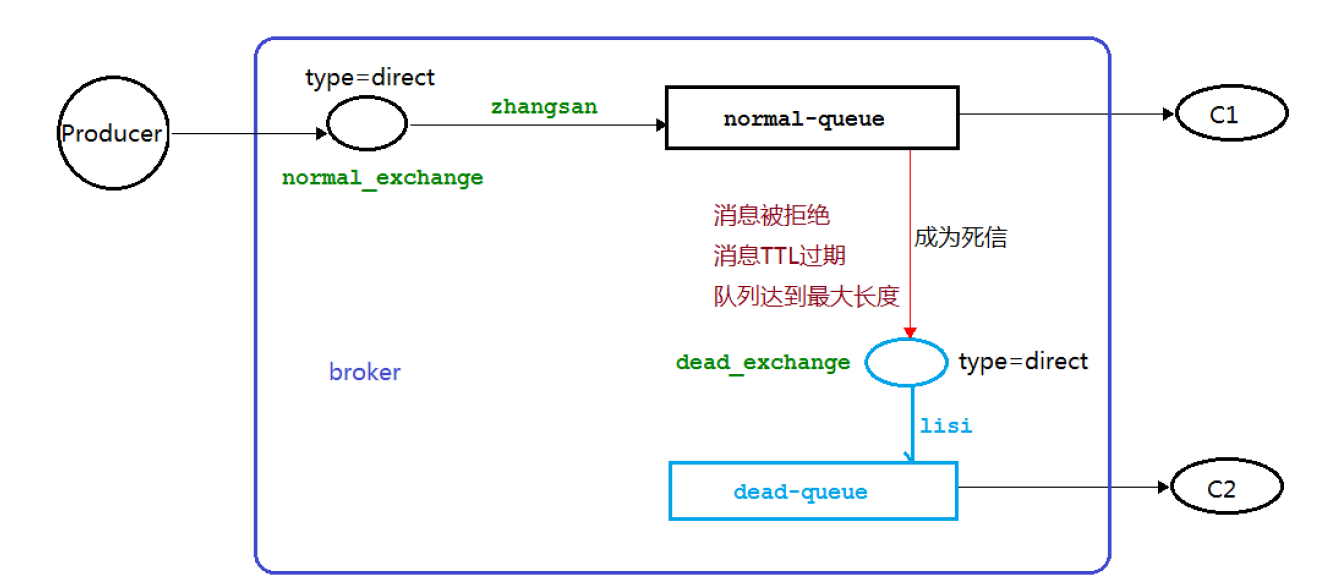 type=direct
zhangsan
Producer
normal-queue
C1
normal_exchange
消息被拒绝
成为死信
消息TTL过期
队列达到最大长度
dead_exchange
type=direct
broker
lisi
dead-queue
C2